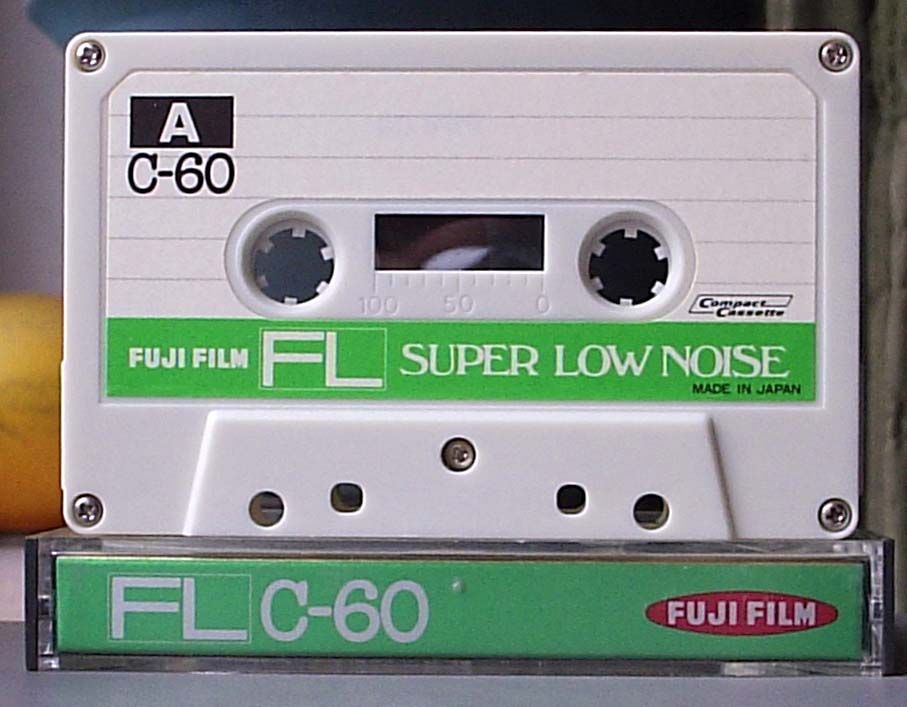 A
C-60
100 50 0
Compact
Cassette
FUJI FILM FL SUPER LOW NOISE
MADE IN JAPAN
FL C-60 FUJI FILM